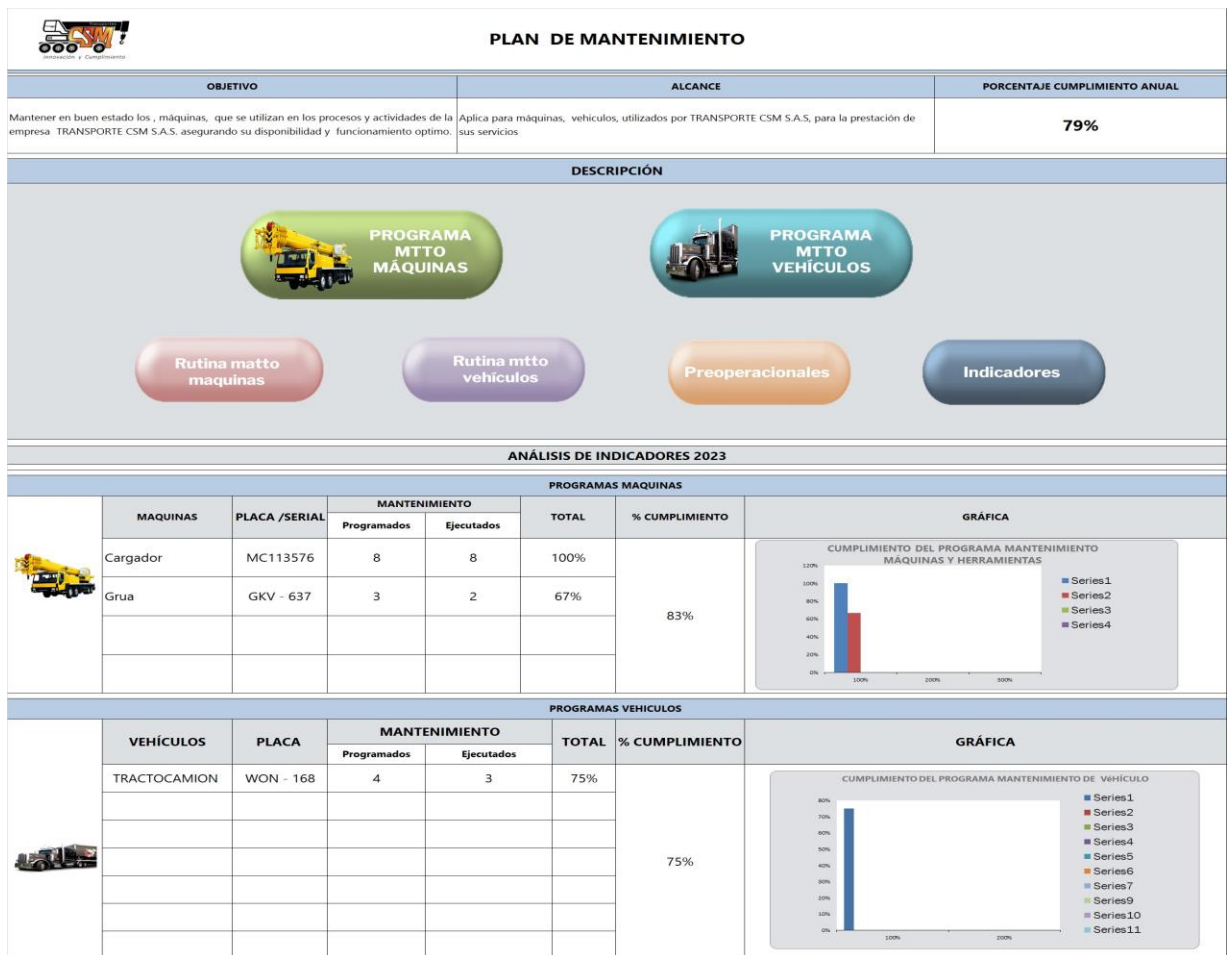 CSM
Innovación y Cumplimiento
PLAN DE MANTENIMIENTO
OBJETIVO
ALCANCE
PORCENTAJE CUMPLIMIENTO ANUAL
Mantener en buen estado los , máquinas, que se utilizan en los procesos y actividades de la
empresa TRANSPORTE CSM S.A.S. asegurando su disponibilidad y funcionamiento optimo.
Aplica para máquinas, vehiculos, utilizados por TRANSPORTE CSM S.A.S, para la prestación de
sus servicios
79%
DESCRIPCIÓN
PROGRAMA
MTTO
MÁQUINAS
PROGRAMA
MTTO
VEHÍCULOS
Rutina matto
maquinas
Rutina mtto
vehículos
Preoperacionales
Indicadores
ANÁLISIS DE INDICADORES 2023
PROGRAMAS MAQUINAS
MAQUINAS
PLACA /SERIAL
MANTENIMIENTO
Programados
Ejecutados
TOTAL
% CUMPLIMIENTO
GRÁFICA
Cargador MC113576 8 8 100%
Grua GKV - 637 3 2 67%
83%
CUMPLIMIENTO DEL PROGRAMA MANTENIMIENTO
MÁQUINAS Y HERRAMIENTAS
120%
100%
80%
60%
40%
20%
0%
100% 200% 300%
Series1
Series2
Series3
Series4
PROGRAMAS VEHICULOS
VEHÍCULOS
PLACA
MANTENIMIENTO
Programados
Ejecutados
TOTAL
% CUMPLIMIENTO
GRÁFICA
TRACTOCAMION WON - 168 4 3 75%
75%
CUMPLIMIENTO DEL PROGRAMA MANTENIMIENTO DE VéHÍCULO
80%
70%
60%
50%
40%
30%
20%
10%
0%
100% 200%
Series1
Series2
Series3
Series4
Series5
Series6
Series7
Series9
Series10
Series11